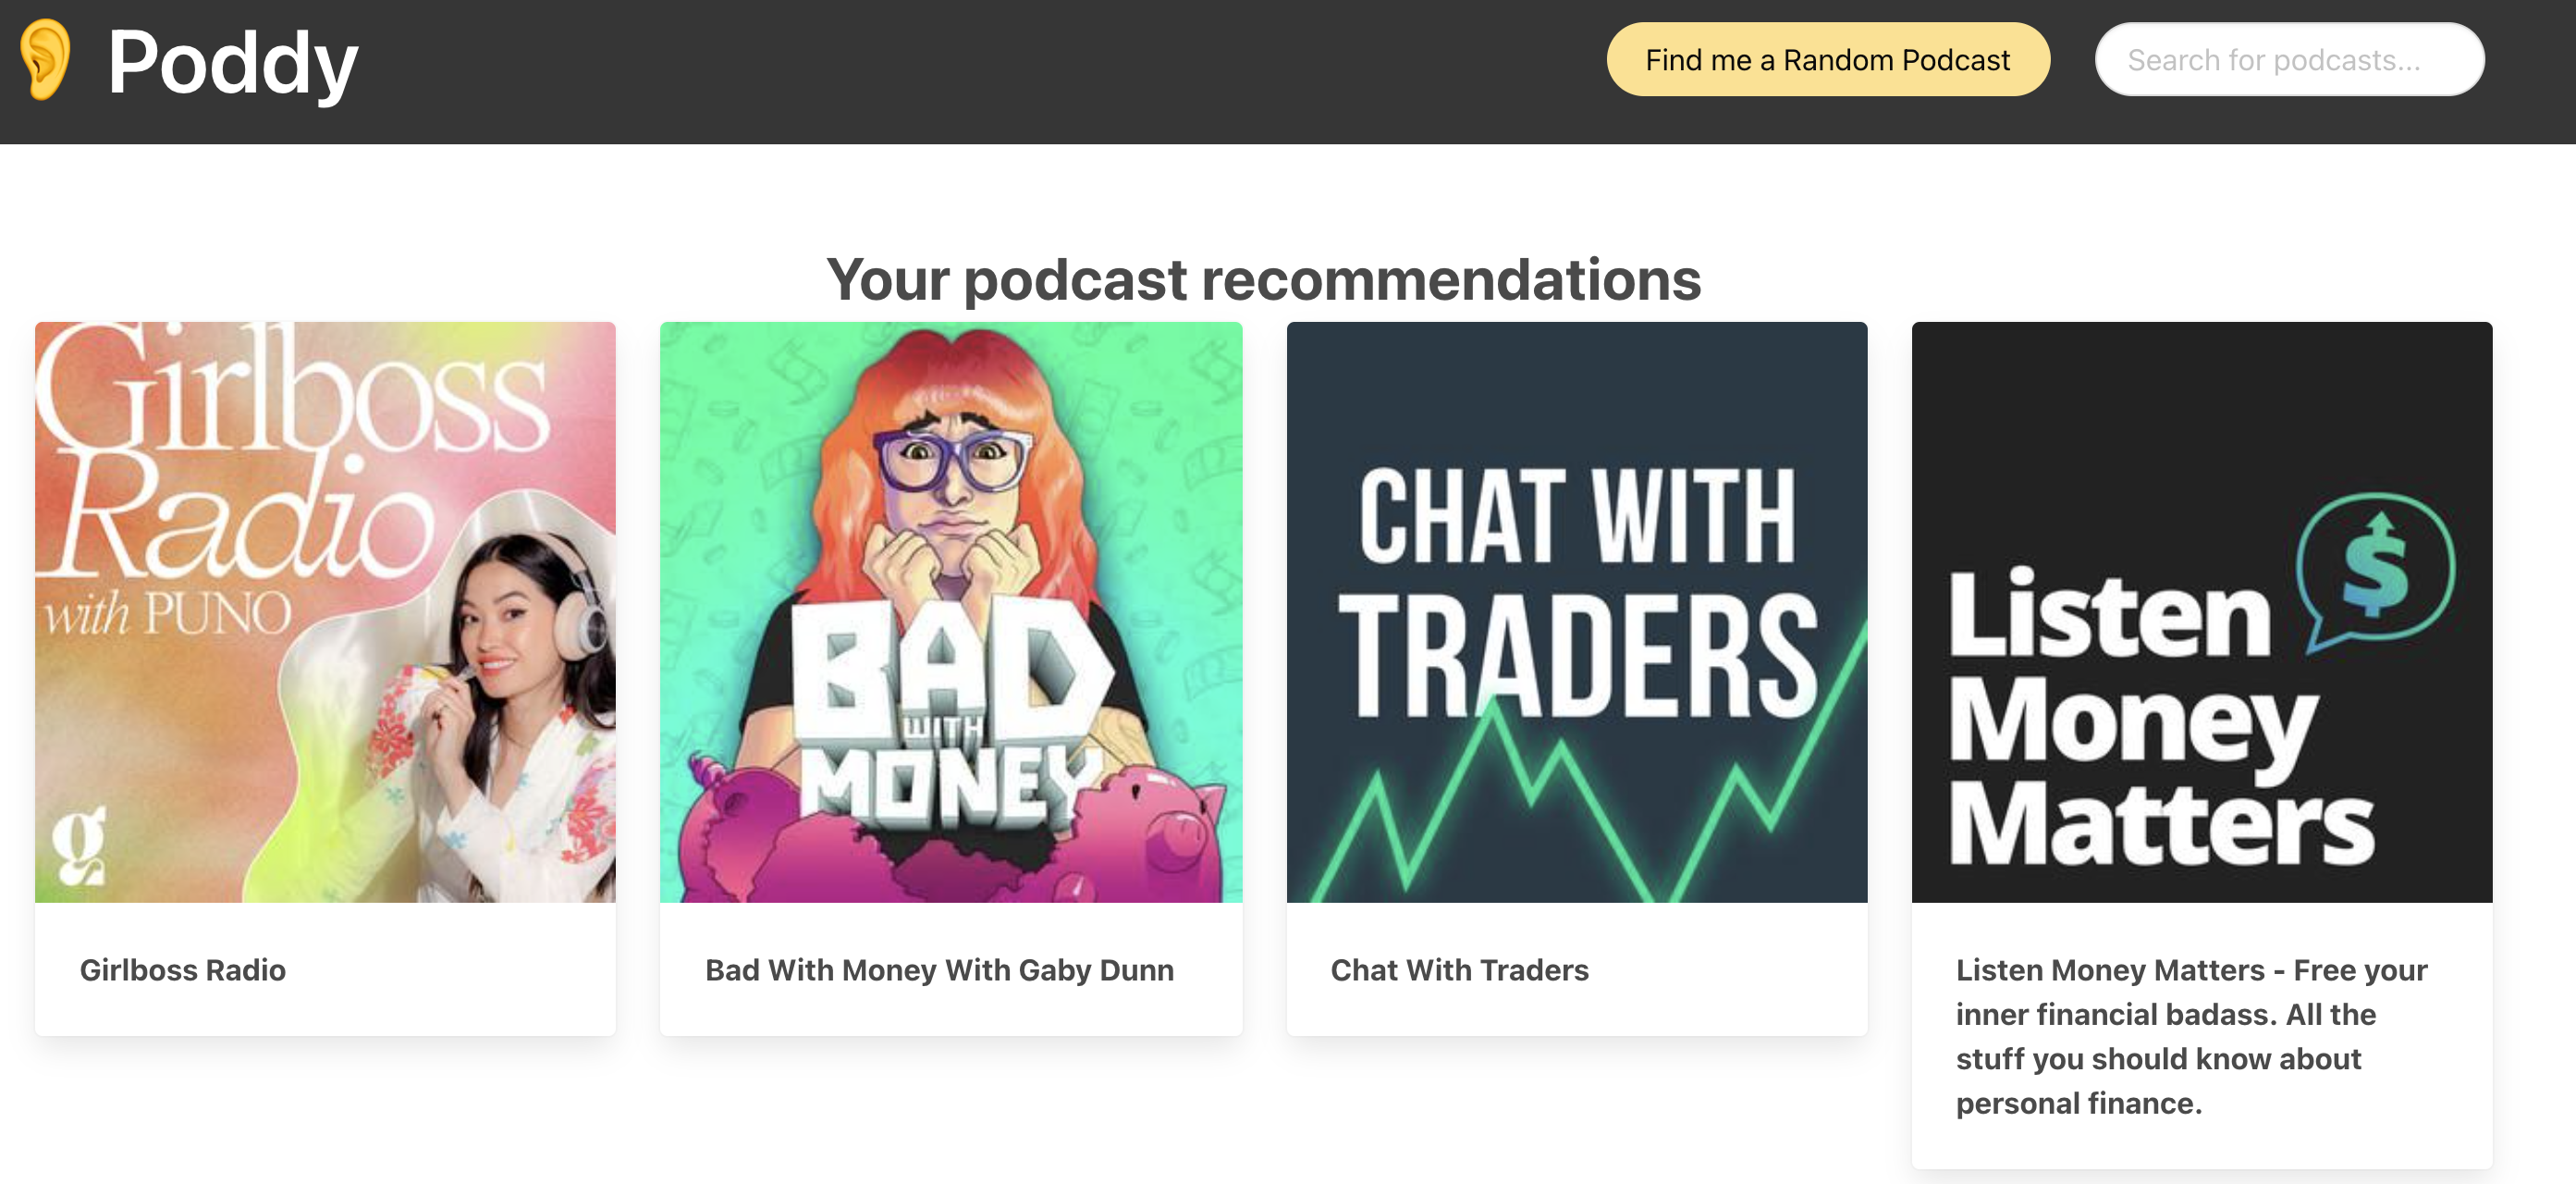 Poddy
Find me a Random Podcast
Search for podcasts...
Your podcast recommendations
Girlboss
Radio
with PUNO
g
BAD
WITH
MONEY
CHAT WITH
TRADERS
$
Listen
Money
Matters
Girlboss Radio
Bad With Money With Gaby Dunn
Chat With Traders
Listen Money Matters - Free your
inner financial badass. All the
stuff you should know about
personal finance.